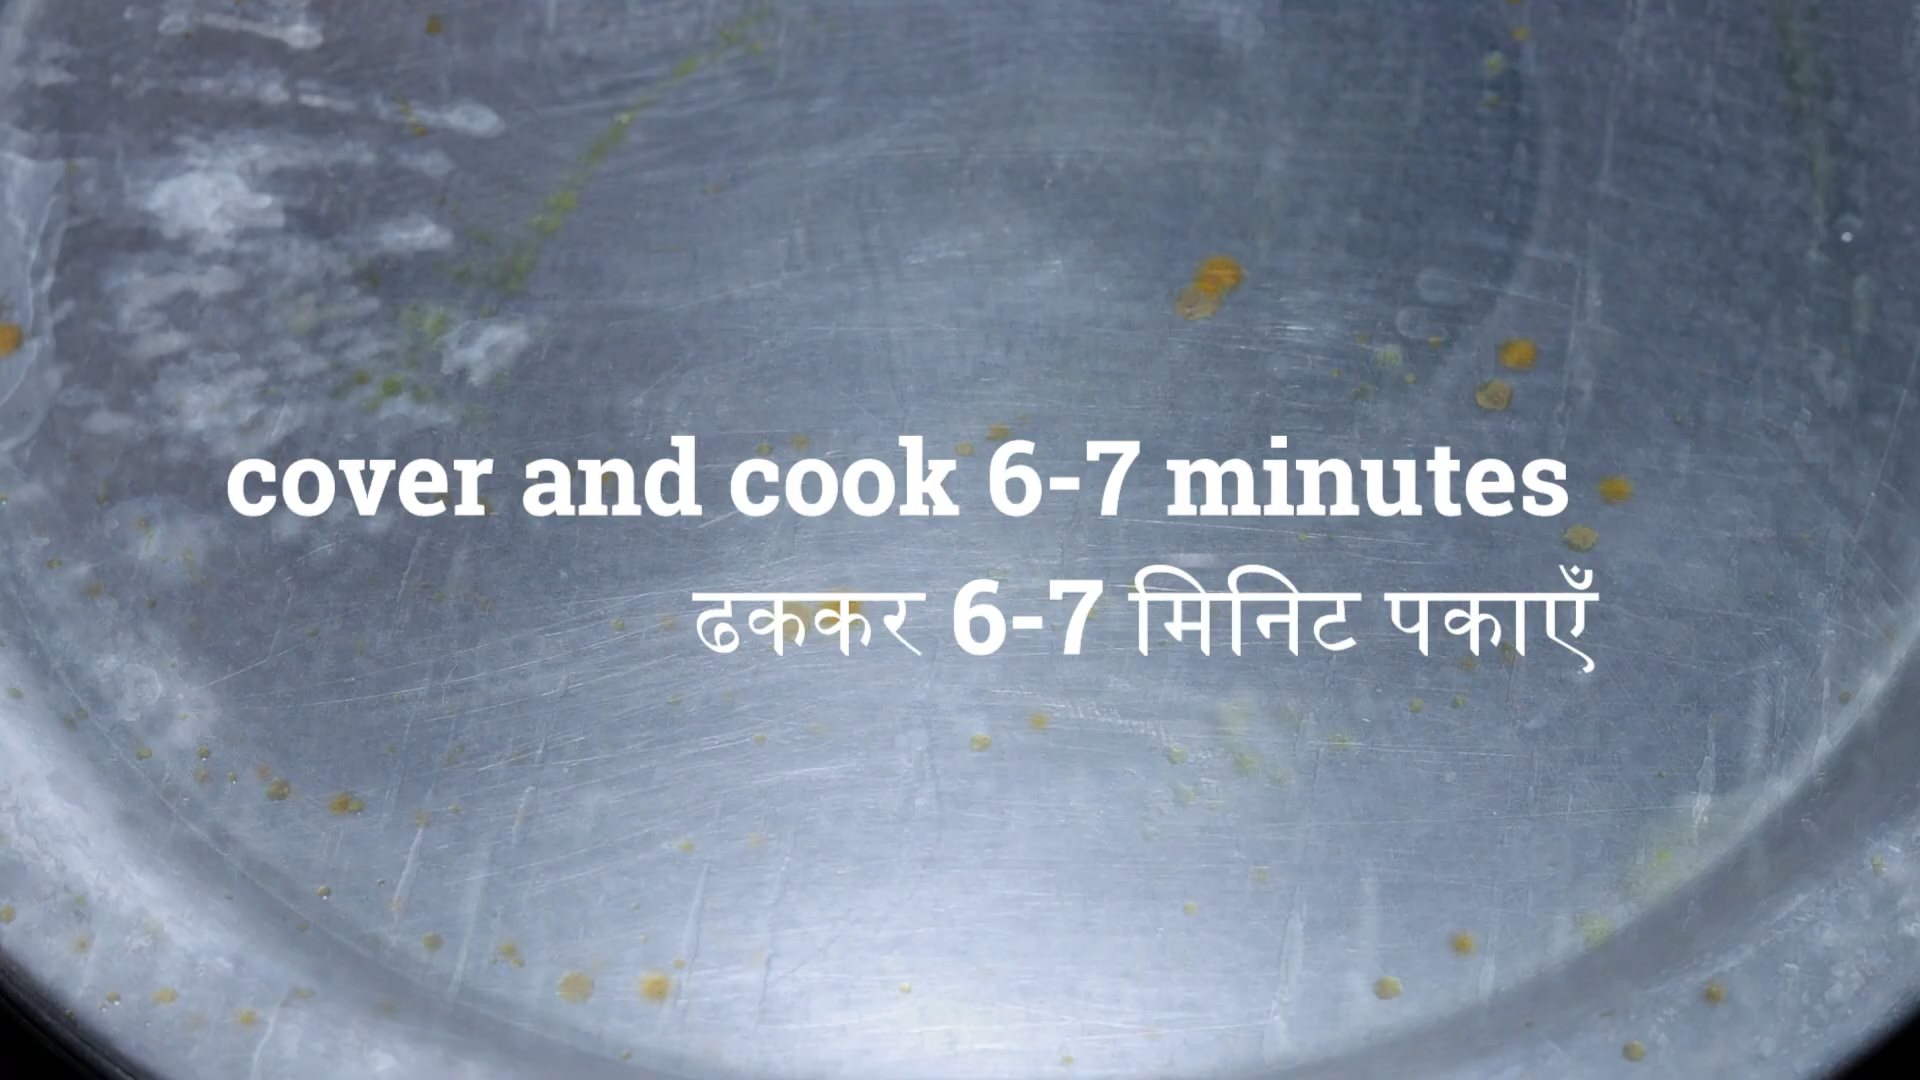 cover and cook 6-7 minutes
ढककर 6-7 मिनिट पकाएँ